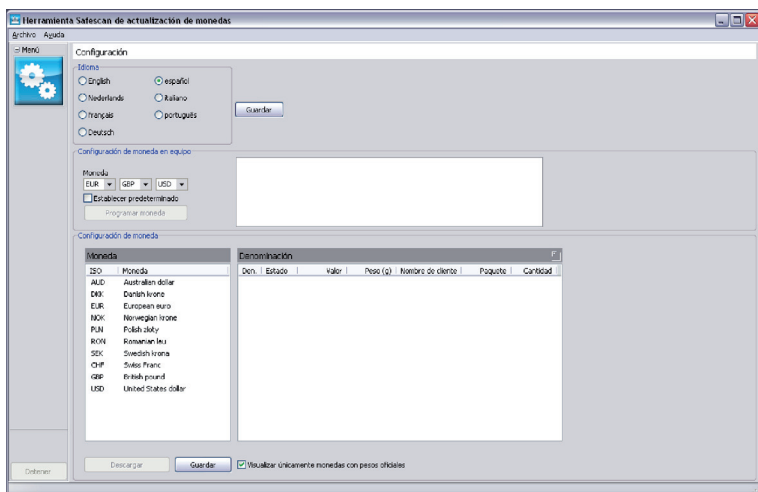 Herramienta Safescan de actualización de monedas
Archivo Ayuda
Menú
Configuración
Idioma
English español
Nederlands italiano
français português
Deutsch
Guardar
Configuración de moneda en equipo
Moneda
EUR GBP USD
Establecer predeterminado
Programar moneda
Configuración de moneda
Moneda
Denominación
ISO Moneda
Den. Estado Valor Peso (g) Nombre de cliente Paquete Cantidad
AUD Australian dollar
DKK Danish krone
EUR European euro
NOK Norwegian krone
PLN Polish zloty
RON Romanian leu
SEK Swedish krona
CHF Swiss Franc
GBP British pound
USD United States dollar
Descargar Guardar Visualizar únicamente monedas con pesos oficiales
Detener